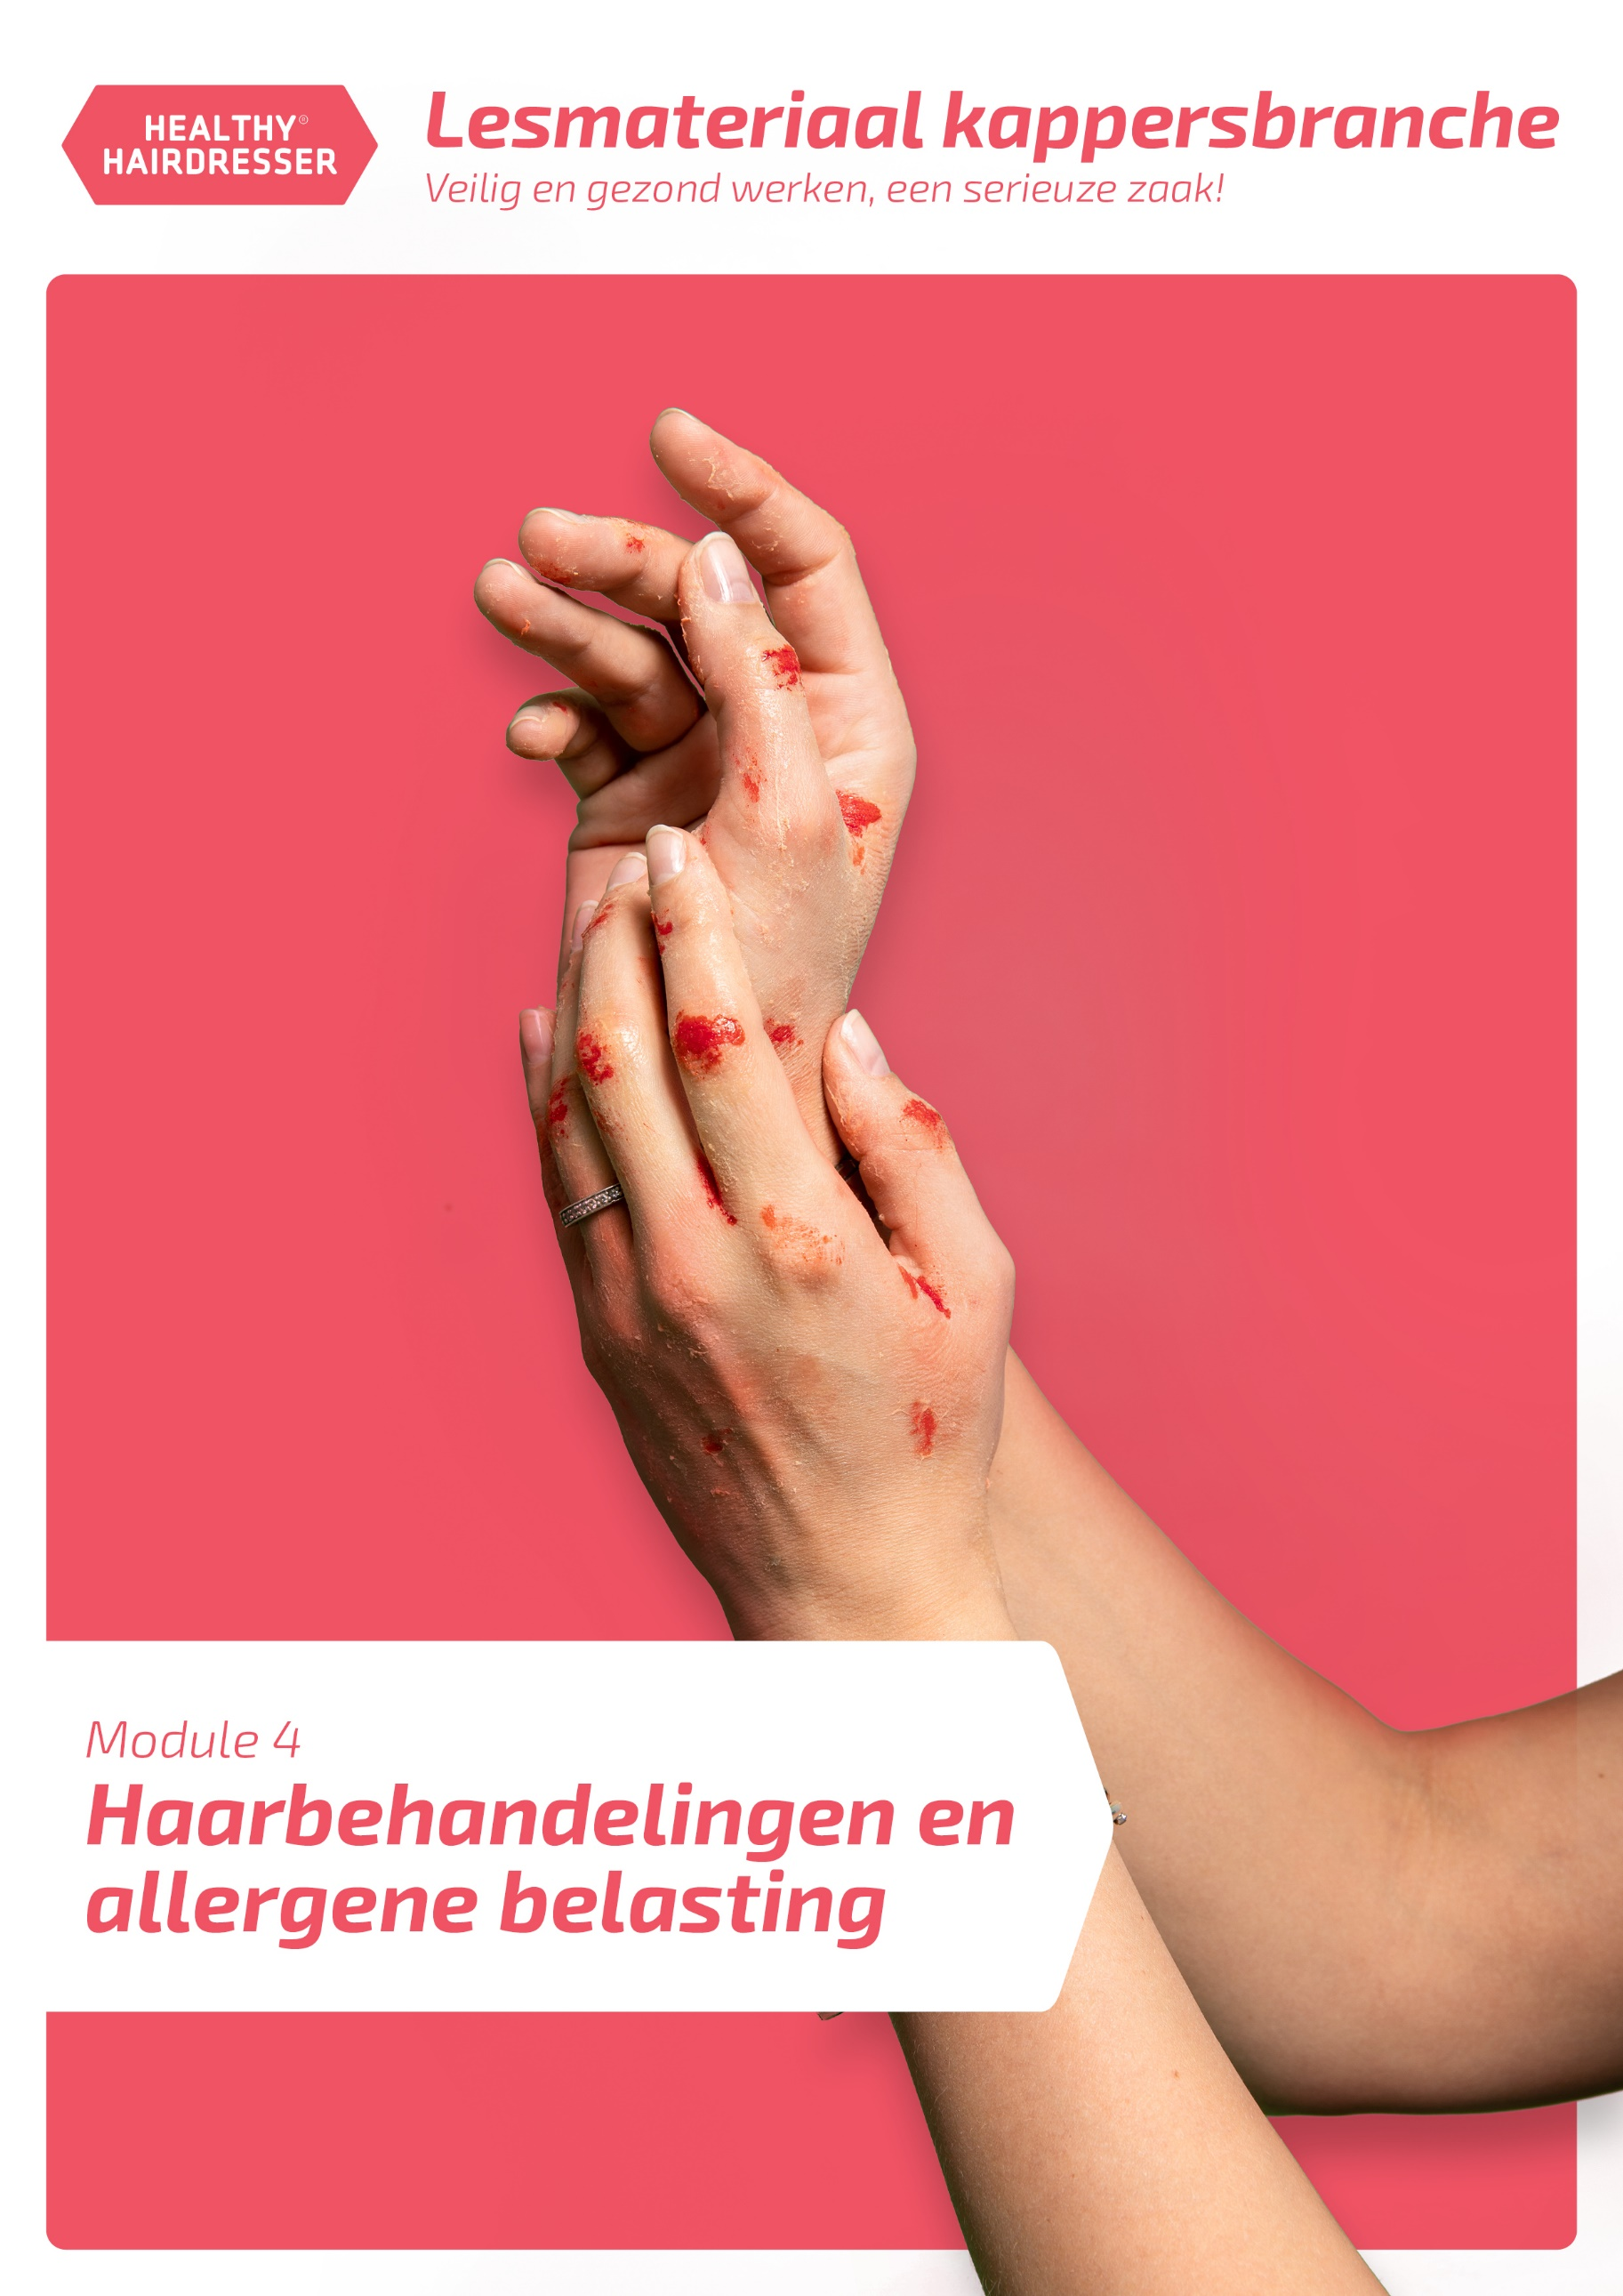 HEALTHY®
HAIRDRESSER
Lesmateriaal kappersbranche
Veilig en gezond werken, een serieuze zaak!
Module 4
Haarbehandelingen en
allergene belasting